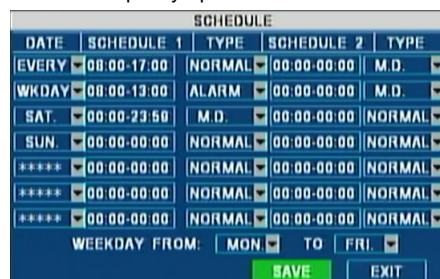 SCHEDULE
DATE SCHEDULE 1 TYPE SCHEDULE 2 TYPE
EVERY 08:00-17:00 NORMAL 00:00-00:00 M.D.
WKDAY 08:00-13:00 ALARM 00:00-00:00 M.D.
SAT. 00:00-23:59 M.D. 00:00-00:00 NORMAL
SUN. 00:00-00:00 NORMAL 00:00-00:00 NORMAL
***** 00:00-00:00 NORMAL 00:00-00:00 NORMAL
***** 00:00-00:00 NORMAL 00:00-00:00 NORMAL
***** 00:00-00:00 NORMAL 00:00-00:00 NORMAL
WEEKDAY FROM: MON. TO FRI.
SAVE EXIT